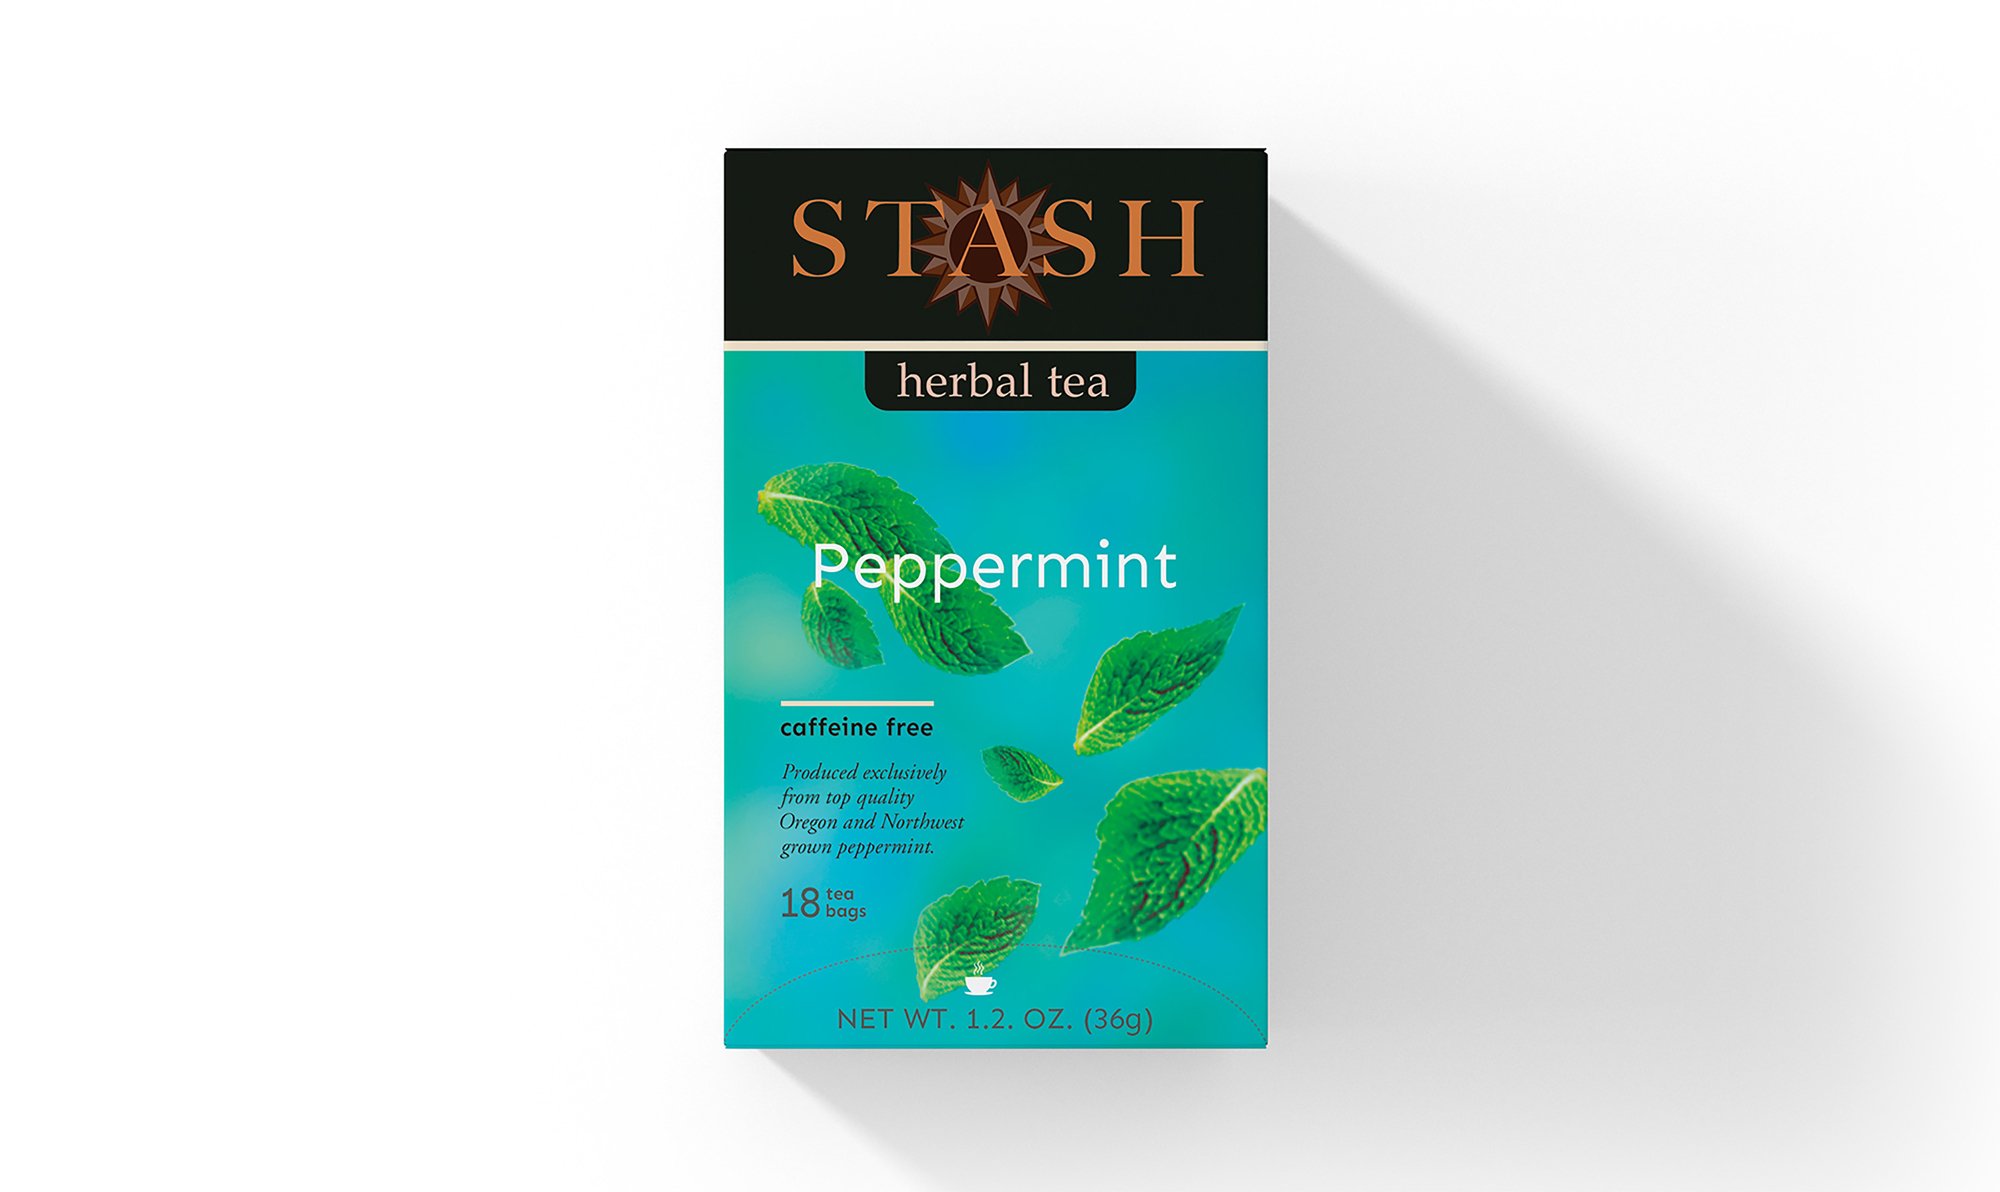 STASH
herbal tea
Peppermint
caffeine free
Produced exclusively
from top quality
Oregon and Northwest
grown peppermint.
18 tea
bags
NET WT. 1.2. OZ. (36g)